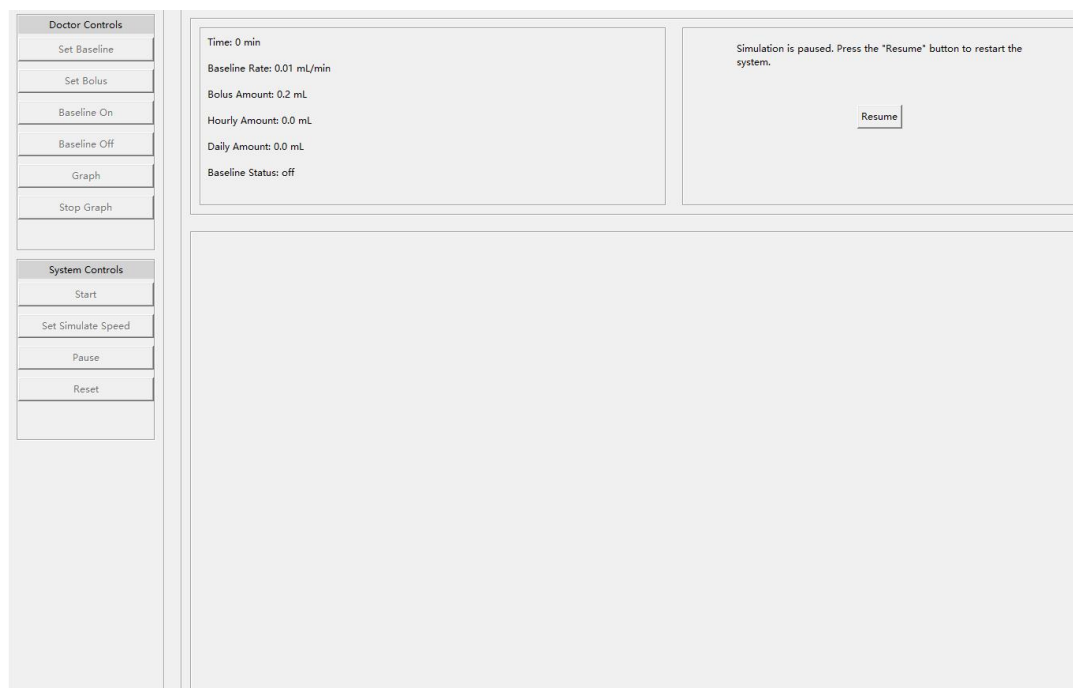 Doctor Controls
Set Baseline
Set Bolus
Baseline On
Baseline Off
Graph
Stop Graph
System Controls
Start
Set Simulate Speed
Pause
Reset
Time: 0 min
Baseline Rate: 0.01 mL/min
Bolus Amount: 0.2 mL
Hourly Amount: 0.0 mL
Daily Amount: 0.0 mL
Baseline Status: off
Simulation is paused. Press the "Resume" button to restart the
system.
Resume